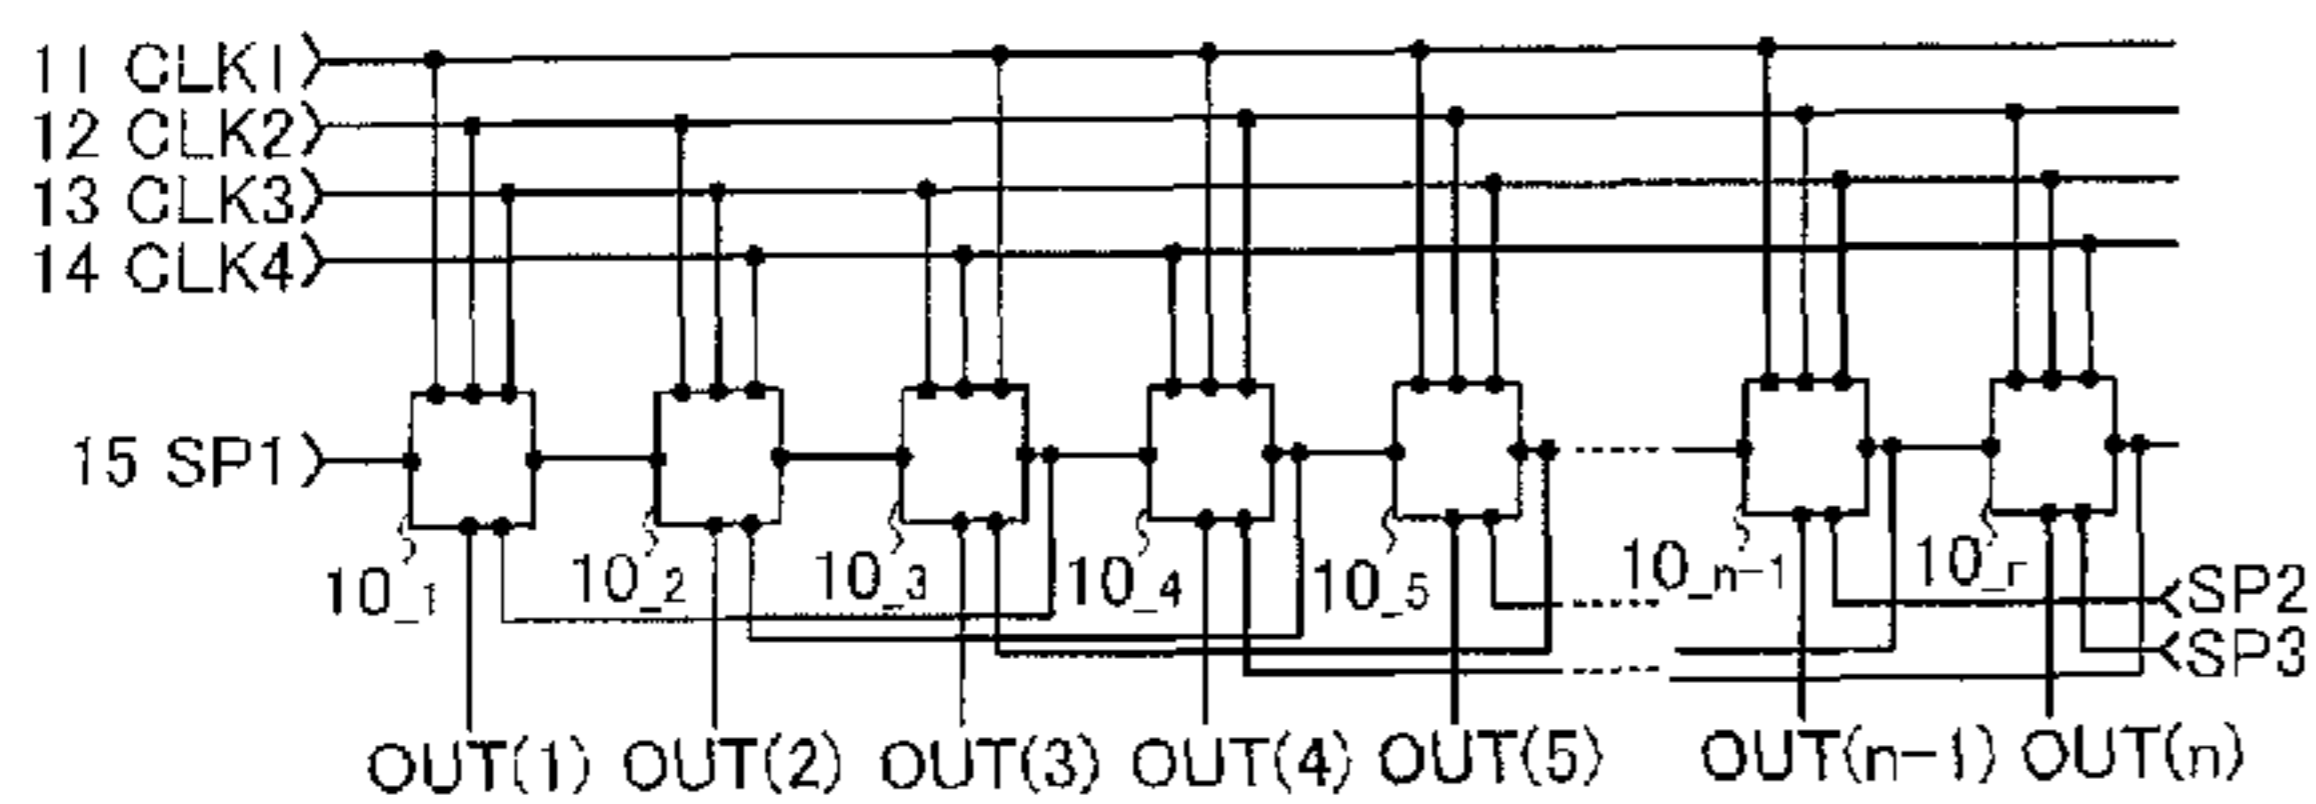 11 CLK1
12 CLK2
13 CLK3
14 CLK4
15 SP1
10_1
10_2
10_3
10_4
10_5
10_n-1
10_r
SP2
SP3
OUT(1) OUT(2) OUT(3) OUT(4) OUT(5) OUT(n-1) OUT(n)